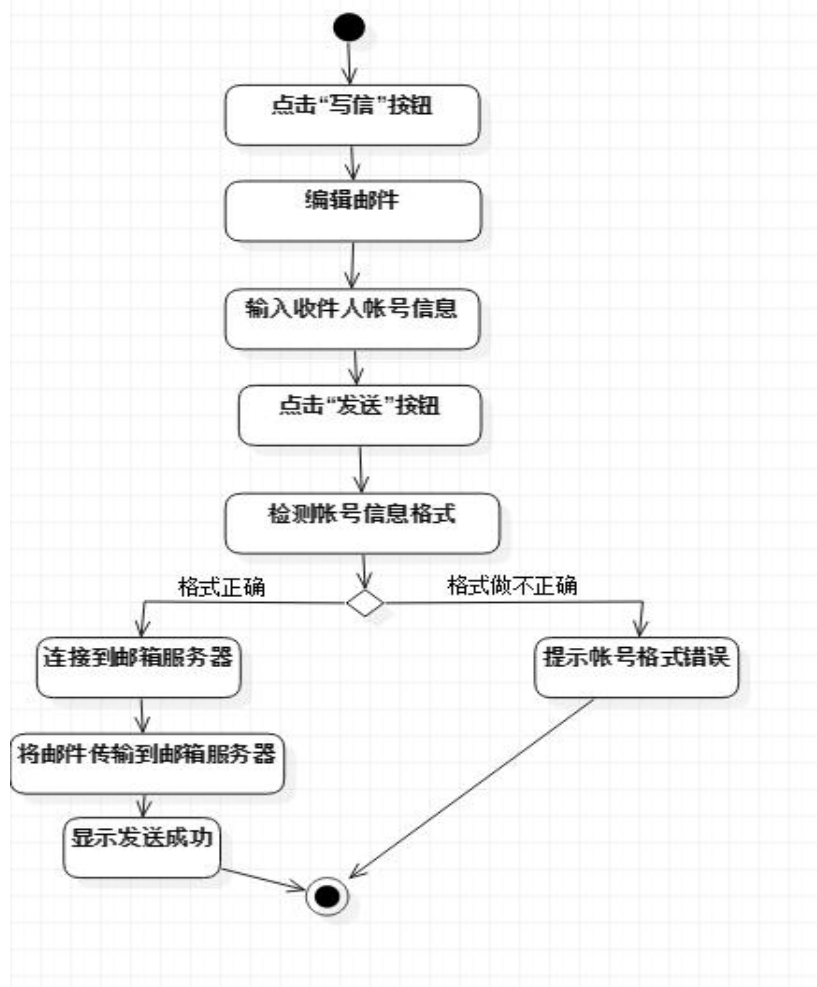 点击“写信”按钮
编辑邮件
输入收件人帐号信息
点击“发送”按钮
检测帐号信息格式
格式正确
格式做不正确
连接到邮箱服务器
提示帐号格式错误
将邮件传输到邮箱服务器
显示发送成功